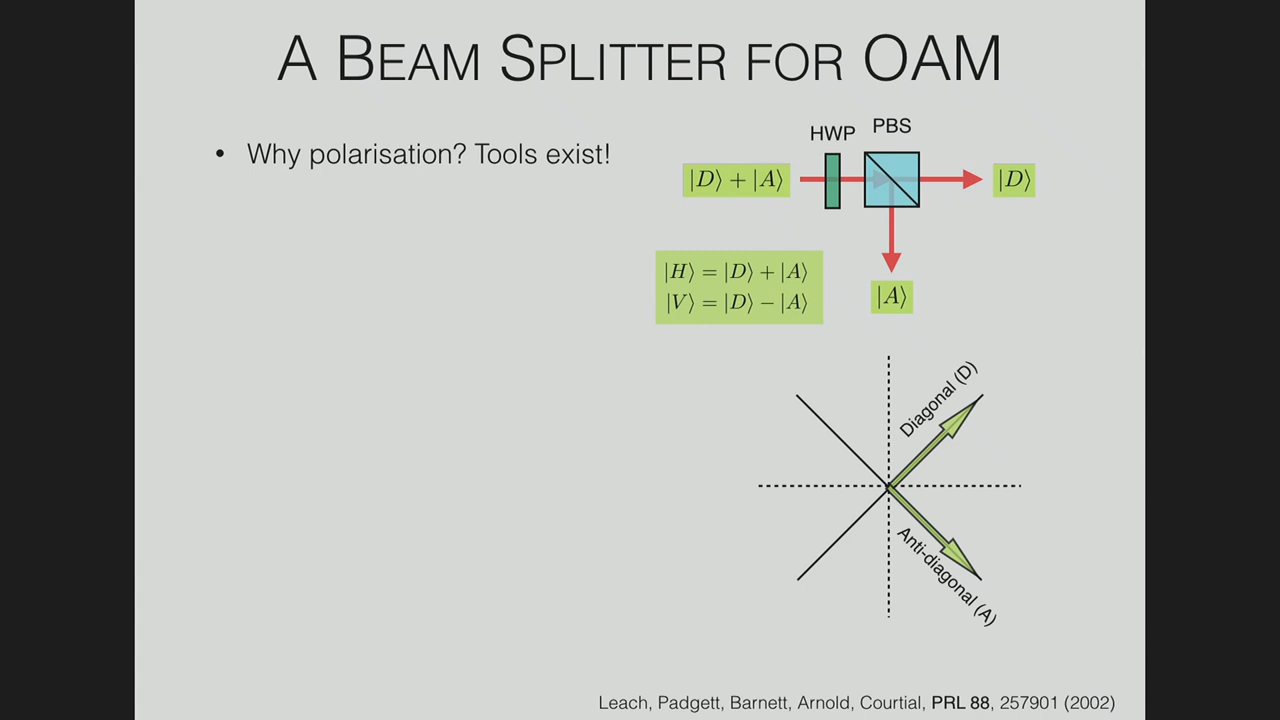 A BEAM SPLITTER FOR OAM
• Why polarisation? Tools exist!
HWP
PBS
|D⟩ + |A⟩
|D⟩
|H⟩ = |D⟩ + |A⟩
|V⟩ = |D⟩ − |A⟩
|A⟩
Diagonal (D)
Anti-diagonal (A)
Leach, Padgett, Barnett, Arnold, Courtial, PRL 88, 257901 (2002)